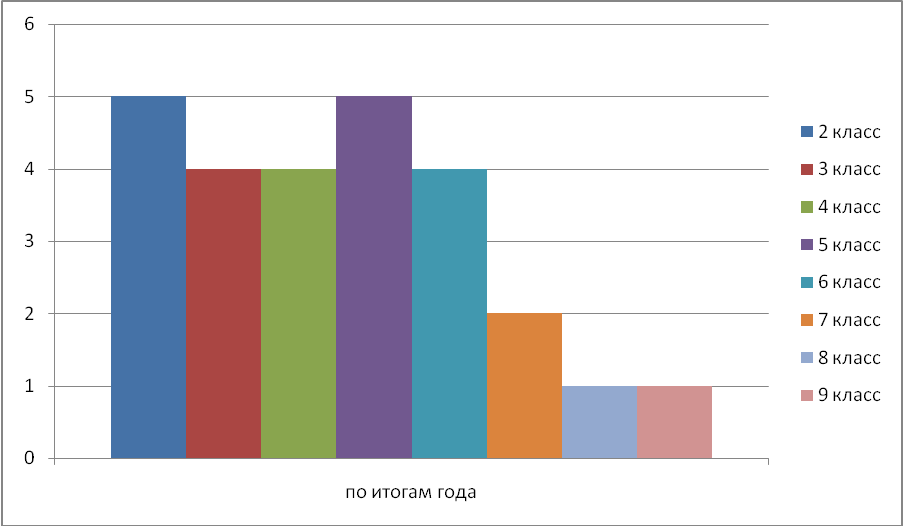 6
5
4
3
2
1
0
по итогам года
2 класс
3 класс
4 класс
5 класс
6 класс
7 класс
8 класс
9 класс